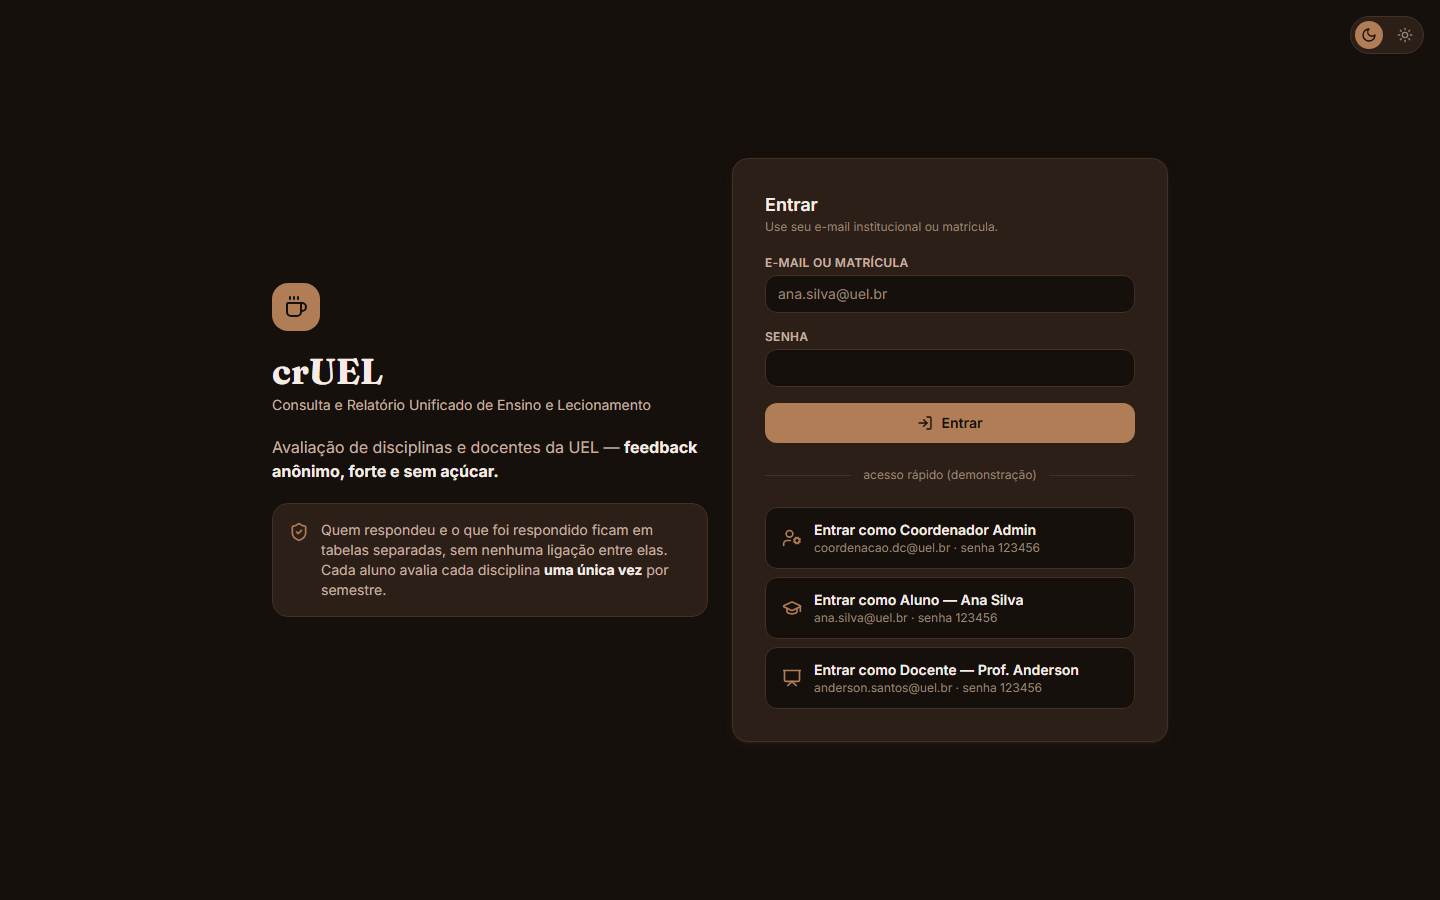 crUEL
Consulta e Relatório Unificado de Ensino e Lecionamento
Avaliação de disciplinas e docentes da UEL — feedback
anônimo, forte e sem açúcar.
Quem respondeu e o que foi respondido ficam em
tabelas separadas, sem nenhuma ligação entre elas.
Cada aluno avalia cada disciplina uma única vez por
semestre.
Entrar
Use seu e-mail institucional ou matrícula.
E-MAIL OU MATRÍCULA
ana.silva@uel.br
SENHA
Entrar
acesso rápido (demonstração)
Entrar como Coordenador Admin
coordenacao.dc@uel.br · senha 123456
Entrar como Aluno — Ana Silva
ana.silva@uel.br · senha 123456
Entrar como Docente — Prof. Anderson
anderson.santos@uel.br · senha 123456